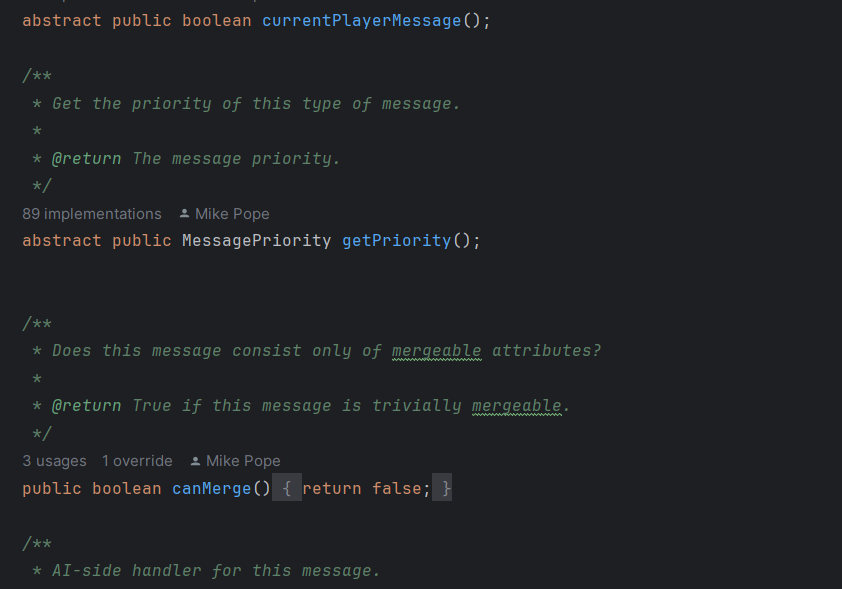 abstract public boolean currentPlayerMessage();
/**
* Get the priority of this type of message.
*
* @return The message priority.
*/
89 implementations Mike Pope
abstract public MessagePriority getPriority();
/**
* Does this message consist only of mergeable attributes?
*
* @return True if this message is trivially mergeable.
*/
3 usages 1 override Mike Pope
public boolean canMerge() { return false; }
/**
* AI-side handler for this message.